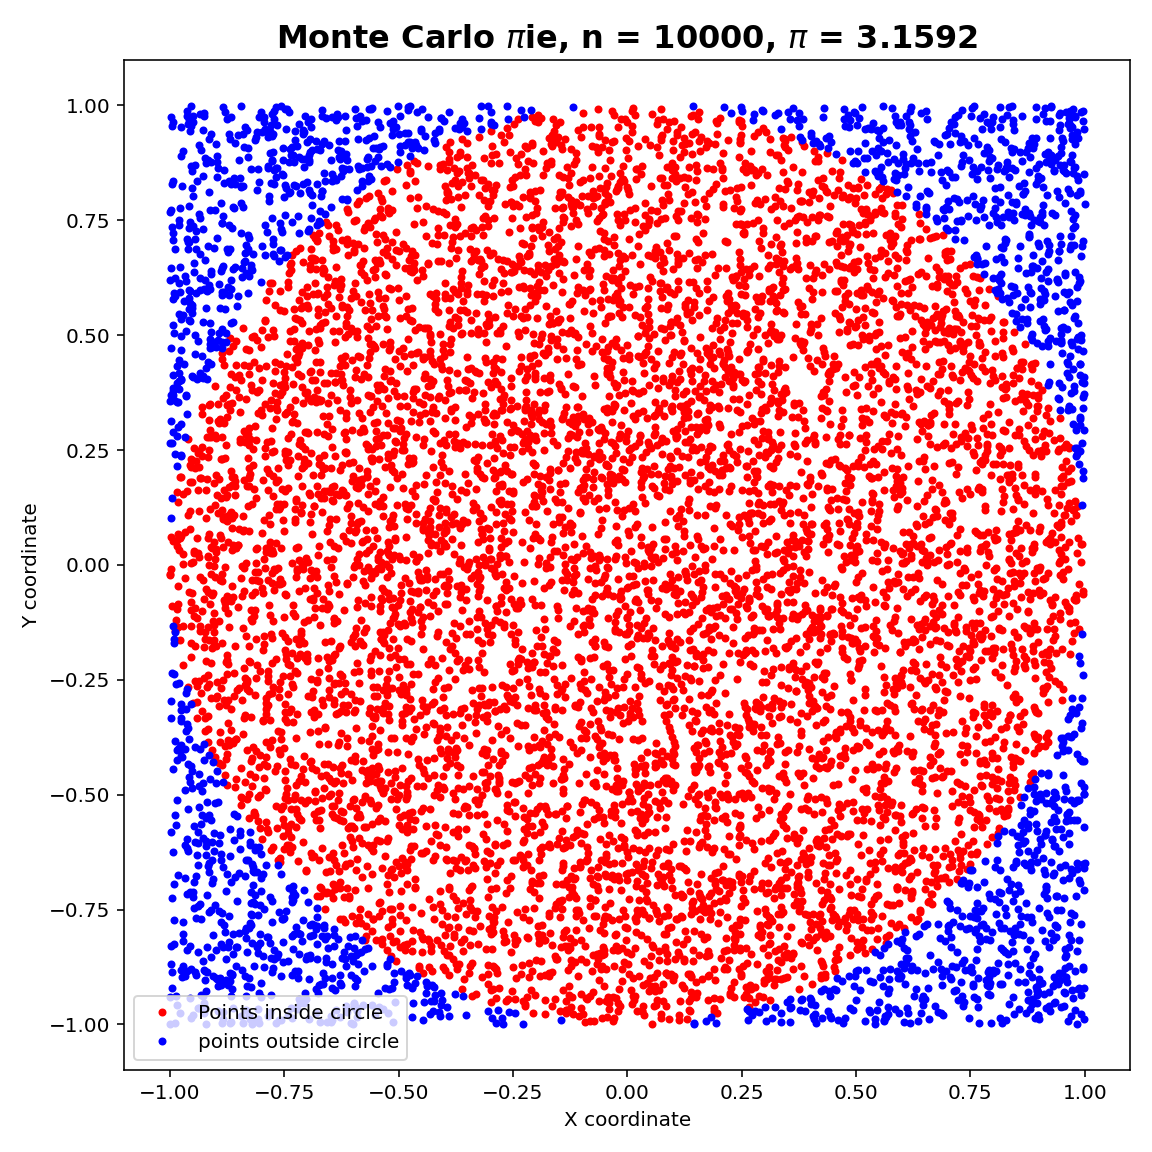 Monte Carlo πie, n = 10000, π = 3.1592
1.00
0.75
0.50
0.25
0.00
−0.25
−0.50
−0.75
−1.00
Y coordinate
Points inside circle
points outside circle
−1.00 −0.75 −0.50 −0.25 0.00 0.25 0.50 0.75 1.00
X coordinate